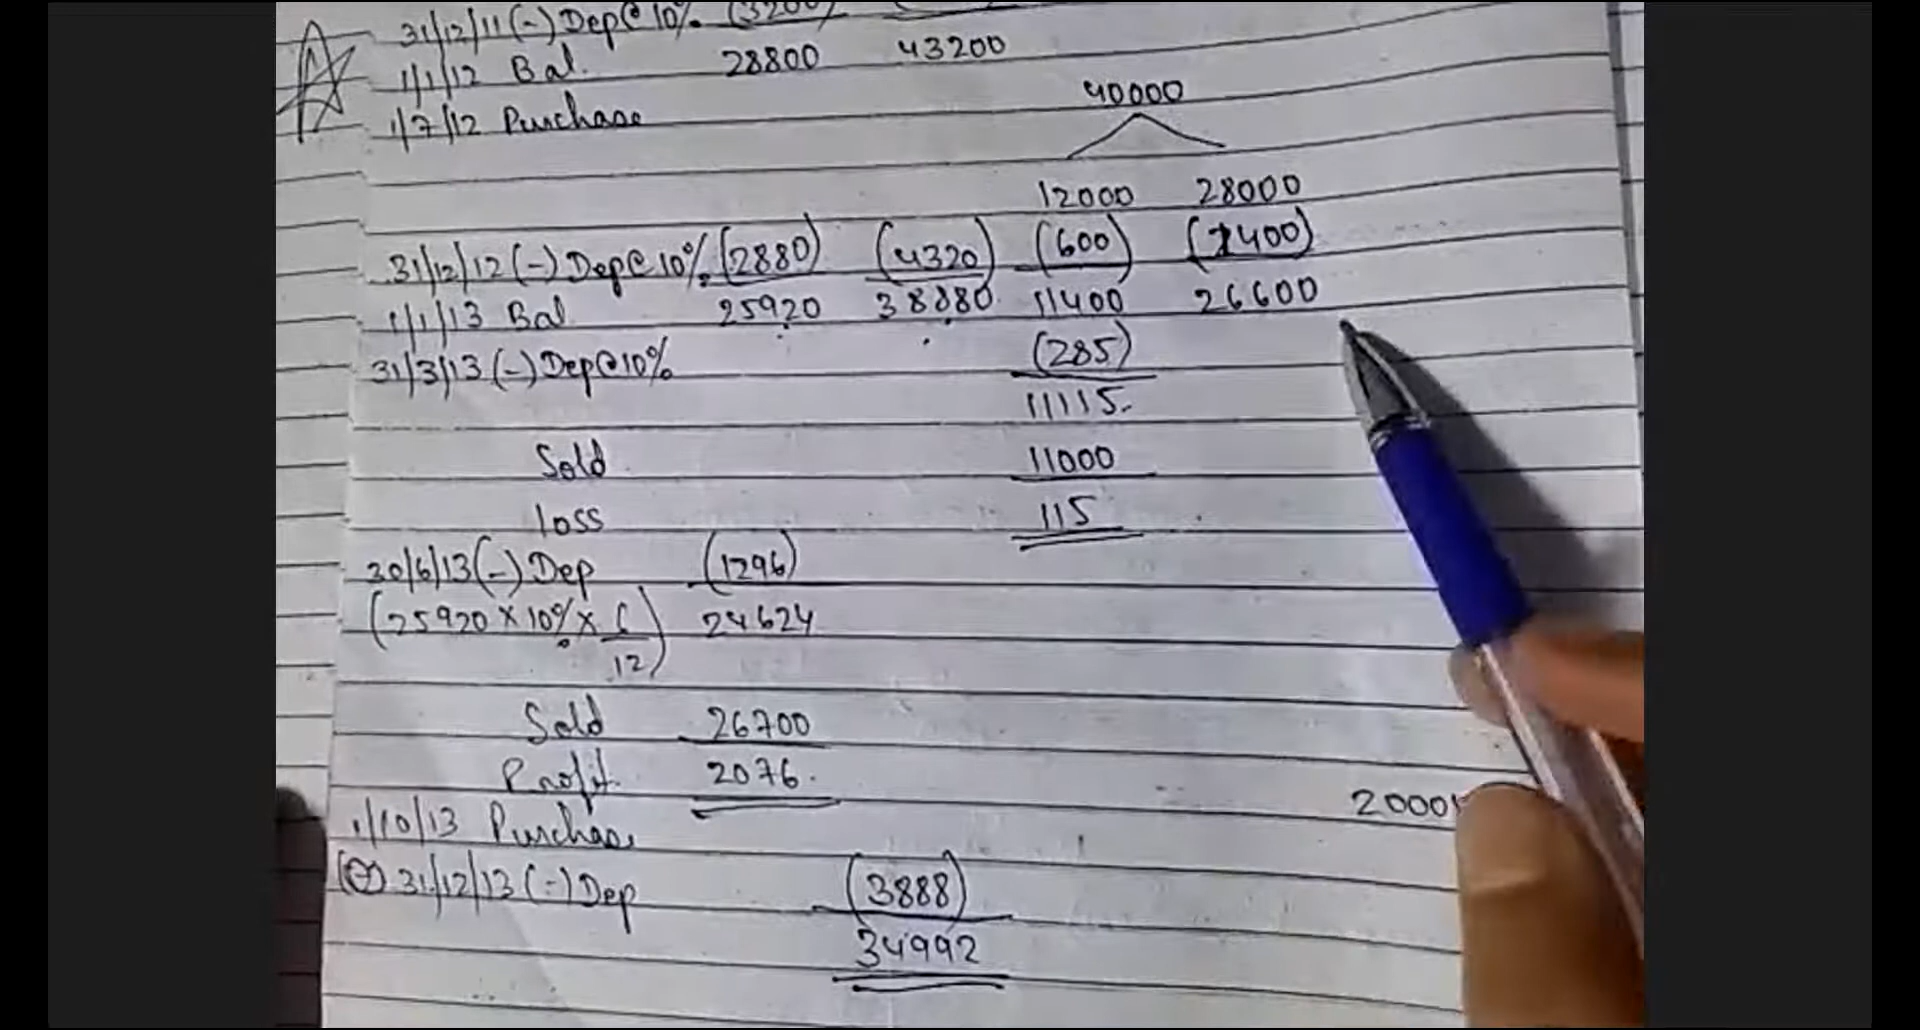 31/12/11 (-) Dep@10% (3200)
1/1/12 Bal. 28800 43200
1/7/12 Purchase 40000
12000 28000
31/12/12 (-) Dep@10% (2880) (4320) (600) (1400)
1/1/13 Bal 25920 38880 11400 26600
31/3/13 (-) Dep@10% (285)
11115
Sold 11000
loss 115
30/6/13 (-) Dep (1296)
(25920 × 10% × 6/12) 24624
Sold 26700
Profit 2076
1/10/13 Purchase
31/12/13 (-) Dep (3888)
34992